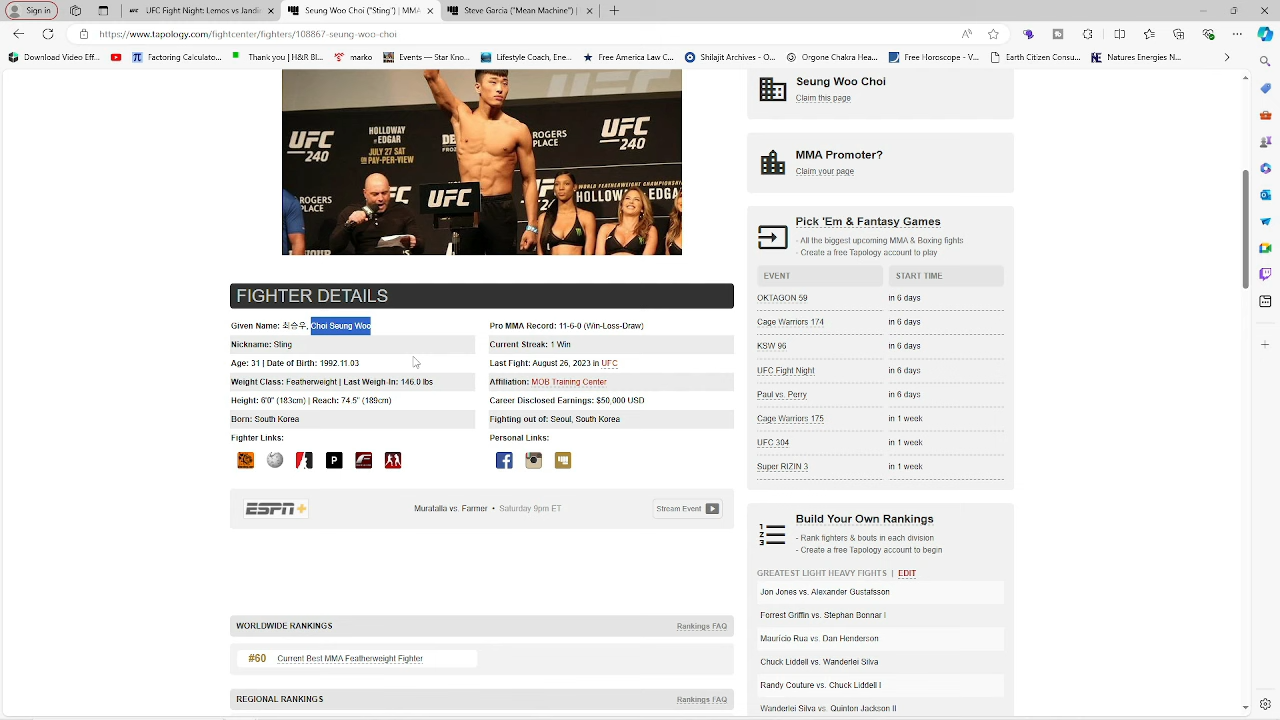 Sign in
UFC Fight Night: Lemos vs. Jandir
Choi Seung Woo ("Sting") | MMA
Steve Garcia ("Mean Machine") |
https://www.tapology.com/fightcenter/fighters/108867-seung-woo-choi
Download Video Eff...
Factoring Calculato...
Thank you | H&R Bl...
marko
Events — Star Kno...
Lifestyle Coach, Ene...
Free America Law C...
Shilajit Archives - S...
Orgone Chakra Hea...
Free Horoscope - V...
Earth Citizen Consu...
Natures Energies N...
UFC 240
HOLLOWAY
EDGAR
JULY 27 SAT
ON PAY-PER-VIEW
ROGERS
PLACE
UFC
UFC
240
ROGERS
PLACE
UFC
Seung Woo Choi
Claim this page
MMA Promoter?
Claim your page
Pick 'Em & Fantasy Games
- All the biggest upcoming MMA & Boxing fights
- Create a free Tapology account to play
EVENT START TIME
OKTAGON 59 in 6 days
Cage Warriors 174 in 6 days
KSW 96 in 6 days
UFC Fight Night in 6 days
Paul vs. Perry in 6 days
Cage Warriors 175 in 1 week
UFC 304 in 1 week
Super RIZIN 3 in 1 week
FIGHTER DETAILS
Given Name: 최승우, Choi Seung Woo Pro MMA Record: 11-6-0 (Win-Loss-Draw)
Nickname: Sting Current Streak: 1 Win
Age: 31 | Date of Birth: 1992.11.03 Last Fight: August 26, 2023 in UFC
Weight Class: Featherweight | Last Weigh-In: 146.0 lbs Affiliation: MOB Training Center
Height: 6'0" (183cm) | Reach: 74.5" (189cm) Career Disclosed Earnings: $50,000 USD
Born: South Korea Fighting out of: Seoul, South Korea
Fighter Links: Personal Links:
ESPN+ Muratalla vs. Farmer • Saturday 9pm ET Stream Event
WORLDWIDE RANKINGS Rankings FAQ
#60 Current Best MMA Featherweight Fighter
REGIONAL RANKINGS Rankings FAQ
Build Your Own Rankings
- Rank fighters & bouts in each division
- Create a free Tapology account to begin
GREATEST LIGHT HEAVY FIGHTS | EDIT
Jon Jones vs. Alexander Gustafsson
Forrest Griffin vs. Stephan Bonnar I
Maurício Rua vs. Dan Henderson
Chuck Liddell vs. Wanderlei Silva
Randy Couture vs. Chuck Liddell I
Wanderlei Silva vs. Quinton Jackson II